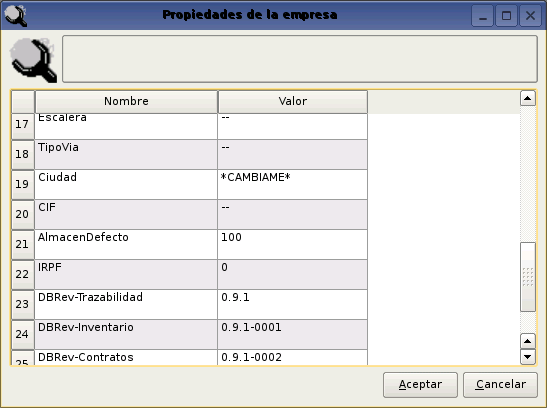 Propiedades de la empresa
Nombre Valor
17 Escalera --
18 TipoVia --
19 Ciudad *CAMBIAME*
20 CIF --
21 AlmacenDefecto 100
22 IRPF 0
23 DBRev-Trazabilidad 0.9.1
24 DBRev-Inventario 0.9.1-0001
25 DBRev-Contratos 0.9.1-0002
Aceptar Cancelar